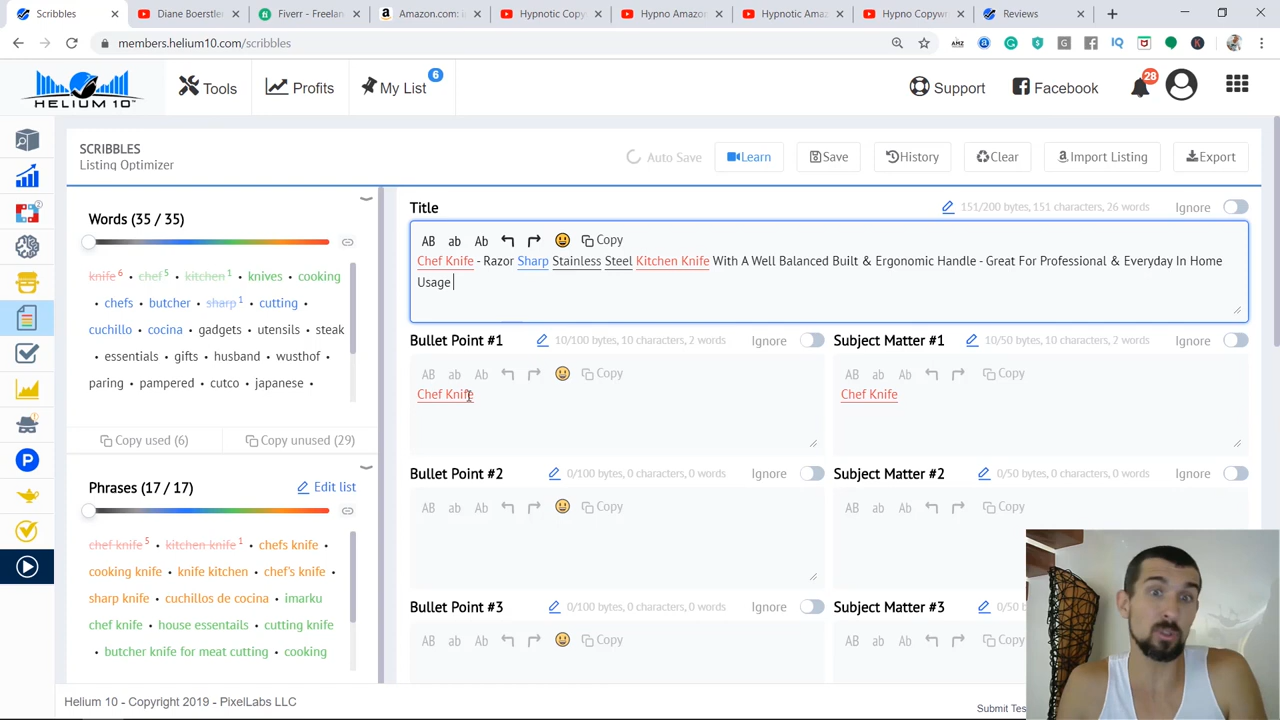 Scribbles
Diane Boerstler
Fiverr - Freelan
Amazon.com:
Hypnotic Copy
Hypno Amazon
Hypnotic Amaz
Hypno Copywr
Reviews
members.helium10.com/scribbles
HELIUM 10
Tools
Profits
My List 6
Support
Facebook
28
SCRIBBLES
Listing Optimizer
Auto Save
Learn
Save
History
Clear
Import Listing
Export
Words (35 / 35)
knife 6 • chef 5 • kitchen 1 • knives • cooking
• chefs • butcher • sharp 1 • cutting •
cuchillo • cocina • gadgets • utensils • steak
• essentials • gifts • husband • wusthof •
paring • pampered • cutco • japanese •
Copy used (6)
Copy unused (29)
Phrases (17 / 17)
Edit list
chef knife 5 • kitchen knife 1 • chefs knife •
cooking knife • knife kitchen • chef's knife •
sharp knife • cuchillos de cocina • imarku
chef knife • house essentails • cutting knife
• butcher knife for meat cutting • cooking
Title
151/200 bytes, 151 characters, 26 words
Ignore
AB ab Ab Copy
Chef Knife - Razor Sharp Stainless Steel Kitchen Knife With A Well Balanced Built & Ergonomic Handle - Great For Professional & Everyday In Home
Usage
Bullet Point #1
10/100 bytes, 10 characters, 2 words
Ignore
AB ab Ab Copy
Chef Knife
Subject Matter #1
10/50 bytes, 10 characters, 2 words
Ignore
AB ab Ab Copy
Chef Knife
Bullet Point #2
0/100 bytes, 0 characters, 0 words
Ignore
AB ab Ab Copy
Subject Matter #2
0/50 bytes, 0 characters, 0 words
Ignore
AB ab Ab Copy
Bullet Point #3
0/100 bytes, 0 characters, 0 words
Ignore
AB ab Ab Copy
Subject Matter #3
0/50
AB ab Ab
Helium 10 - Copyright 2019 - PixelLabs LLC
Submit Tes